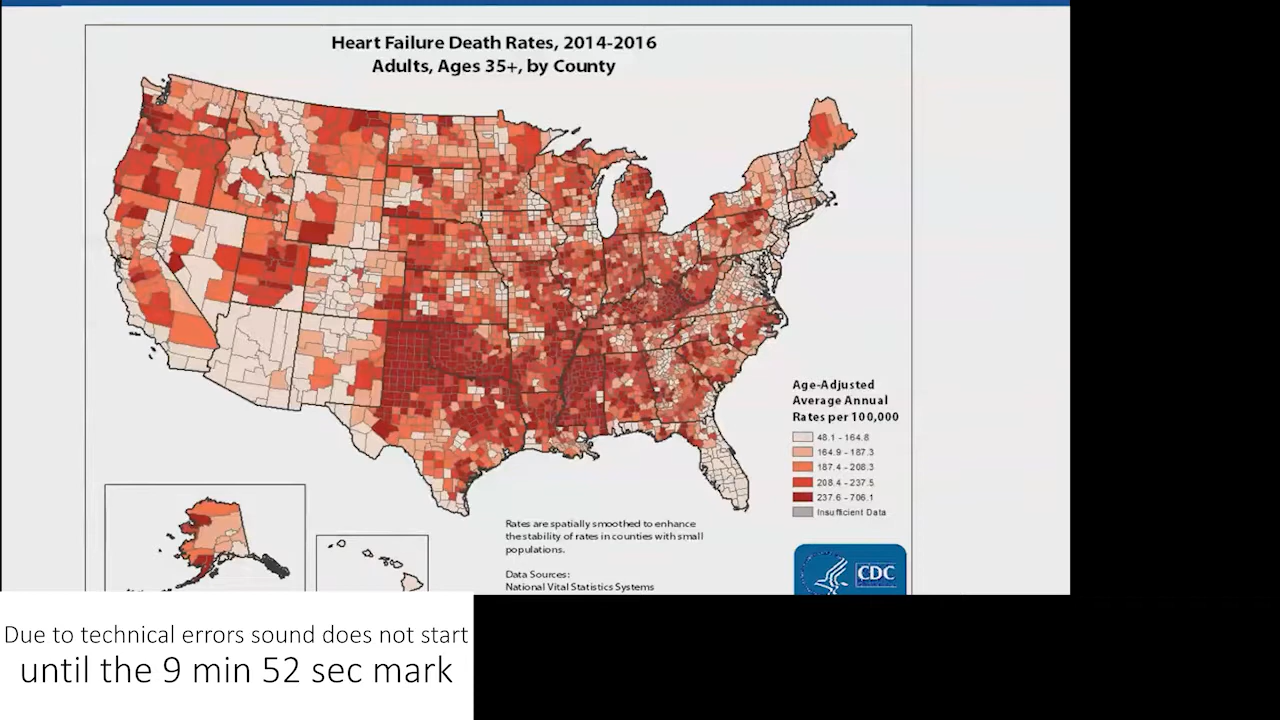 Heart Failure Death Rates, 2014-2016
Adults, Ages 35+, by County
Age-Adjusted
Average Annual
Rates per 100,000
48.1 - 164.8
164.9 - 187.3
187.4 - 208.3
208.4 - 237.5
237.6 - 706.1
Insufficient Data
Rates are spatially smoothed to enhance
the stability of rates in counties with small
populations.
Data Sources:
National Vital Statistics Systems
CDC
Due to technical errors sound does not start
until the 9 min 52 sec mark